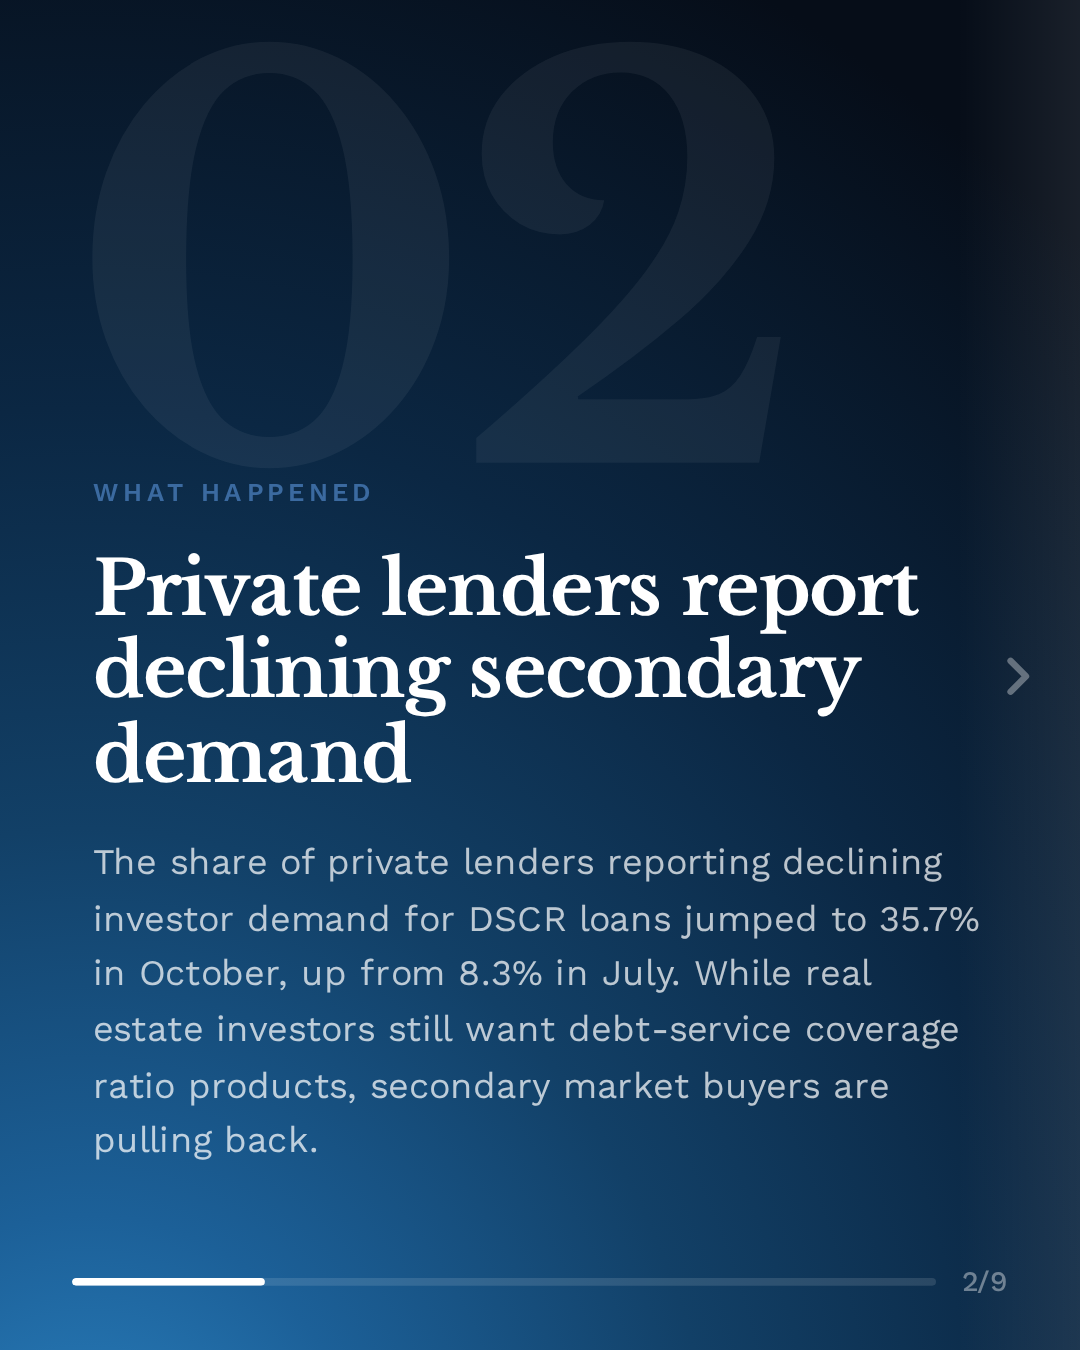 02
WHAT HAPPENED
Private lenders report
declining secondary
demand
The share of private lenders reporting declining
investor demand for DSCR loans jumped to 35.7%
in October, up from 8.3% in July. While real
estate investors still want debt-service coverage
ratio products, secondary market buyers are
pulling back.
2/9